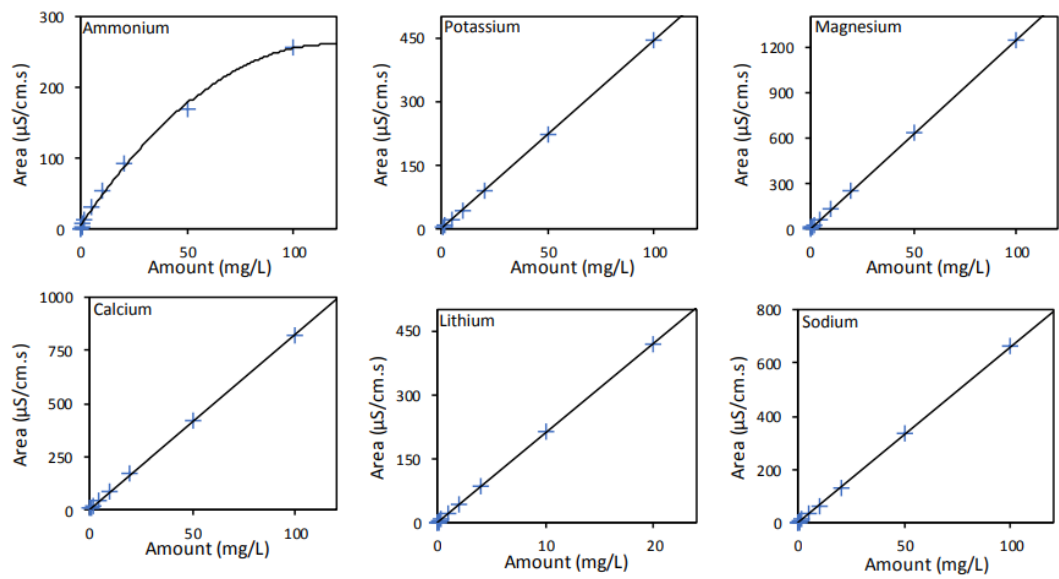 Ammonium
300
200
100
0
Area (µS/cm.s)
0 50 100
Amount (mg/L)
Potassium
450
300
150
0
Area (µS/cm.s)
0 50 100
Amount (mg/L)
Magnesium
1200
900
600
300
0
Area (µS/cm.s)
0 50 100
Amount (mg/L)
Calcium
1000
750
500
250
0
Area (µS/cm.s)
0 50 100
Amount (mg/L)
Lithium
450
300
150
0
Area (µS/cm.s)
0 10 20
Amount (mg/L)
Sodium
800
600
400
200
0
Area (µS/cm.s)
0 50 100
Amount (mg/L)